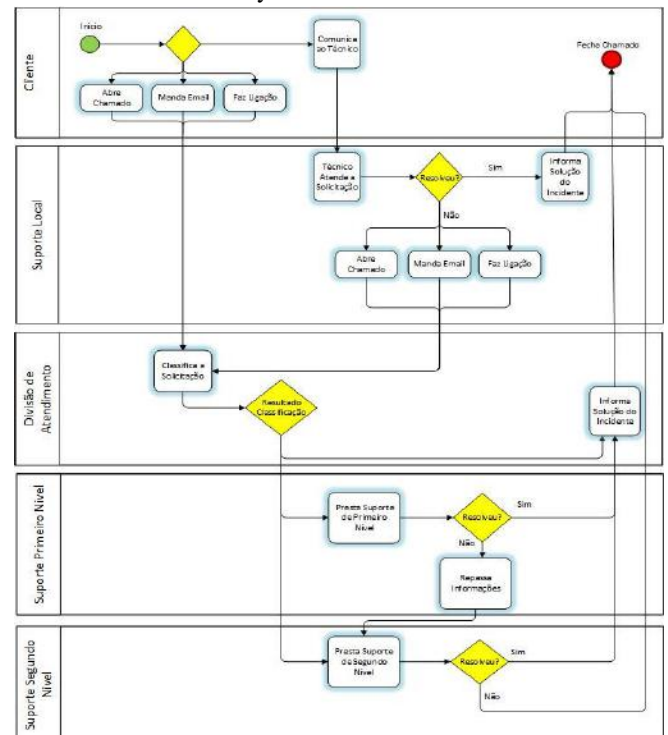 Cliente
Início
Comunica
ao Técnico
Fecha Chamado
Abre
Chamado
Manda Email
Faz Ligação
Suporte Local
Técnico
Atende a
Solicitação
Resolveu?
Sim
Informa
Solução
do
Incidente
Não
Abre
Chamado
Manda Email
Faz Ligação
Divisão de
Atendimento
Classifica a
Solicitação
Resultado
Classificação
Informa
Solução do
Incidente
Suporte Primeiro Nível
Presta Suporte
de Primeiro
Nível
Resolveu?
Sim
Não
Repassa
Informações
Suporte Segundo
Nível
Presta Suporte
de Segundo
Nível
Resolveu?
Sim
Não